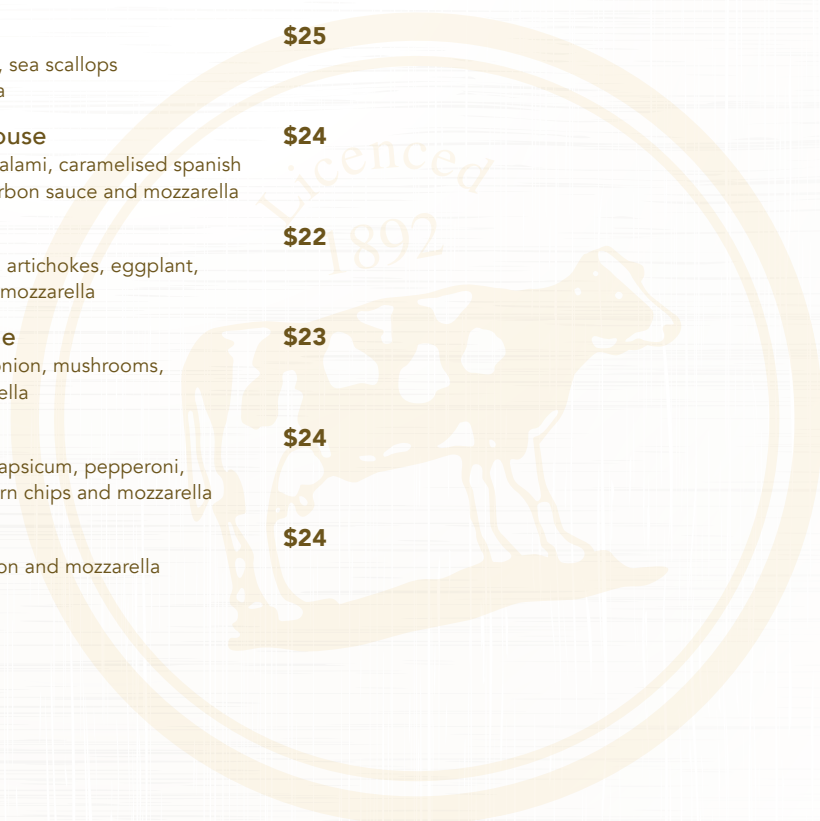 $25
, sea scallops
a
ouse $24
alami, caramelised spanish
rbon sauce and mozzarella
$22
artichokes, eggplant,
mozzarella
e $23
nion, mushrooms,
ella
$24
apsicum, pepperoni,
rn chips and mozzarella
$24
on and mozzarella
Licenced
1892